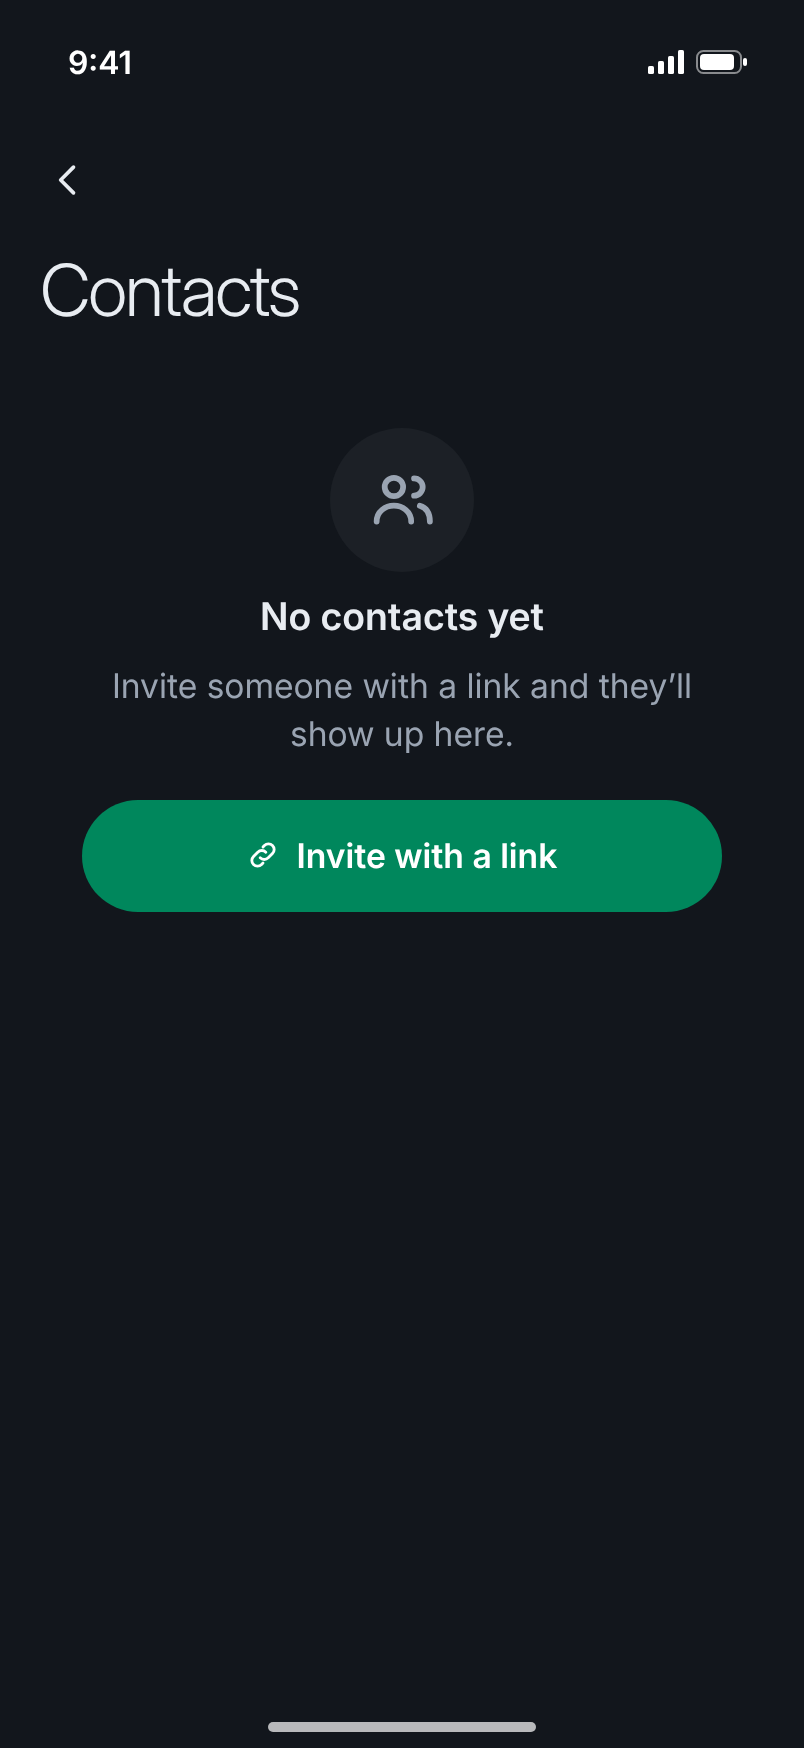 9:41
Contacts
No contacts yet
Invite someone with a link and they’ll
show up here.
Invite with a link